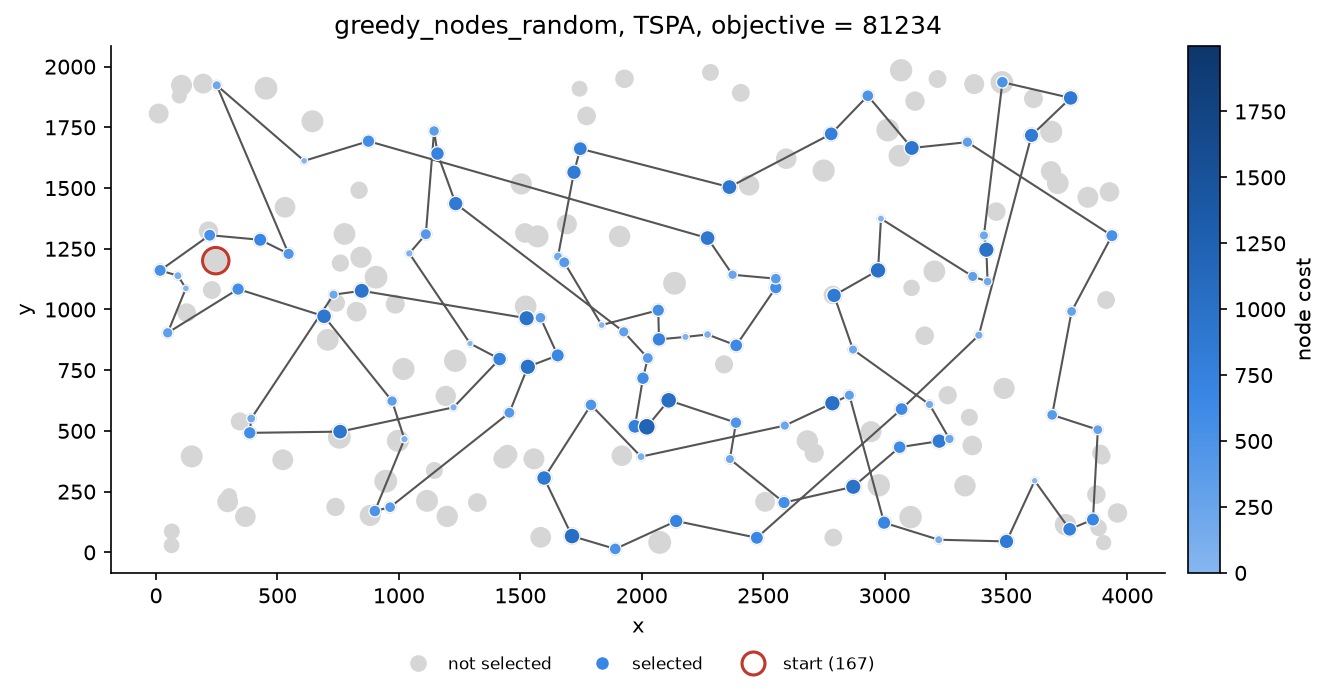 greedy_nodes_random, TSPA, objective = 81234
2000
1750
1500
1250
1000
750
500
250
0
y
0 500 1000 1500 2000 2500 3000 3500 4000
x
1750
1500
1250
1000
750
500
250
0
node cost
not selected selected start (167)